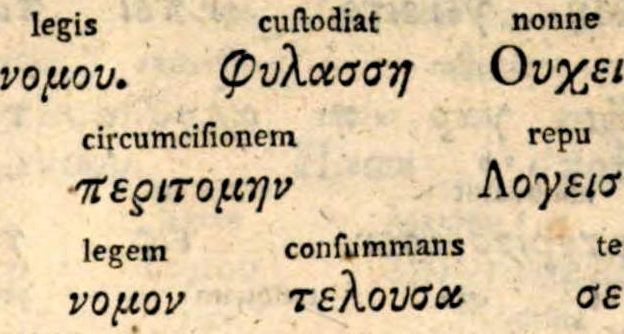 legis cuſtodiat nonne
νομου. Φυλασση Ουχει
circumciſionem repu
περιτομην Λογεισ
legem conſummans te
νομον τελουσα σε